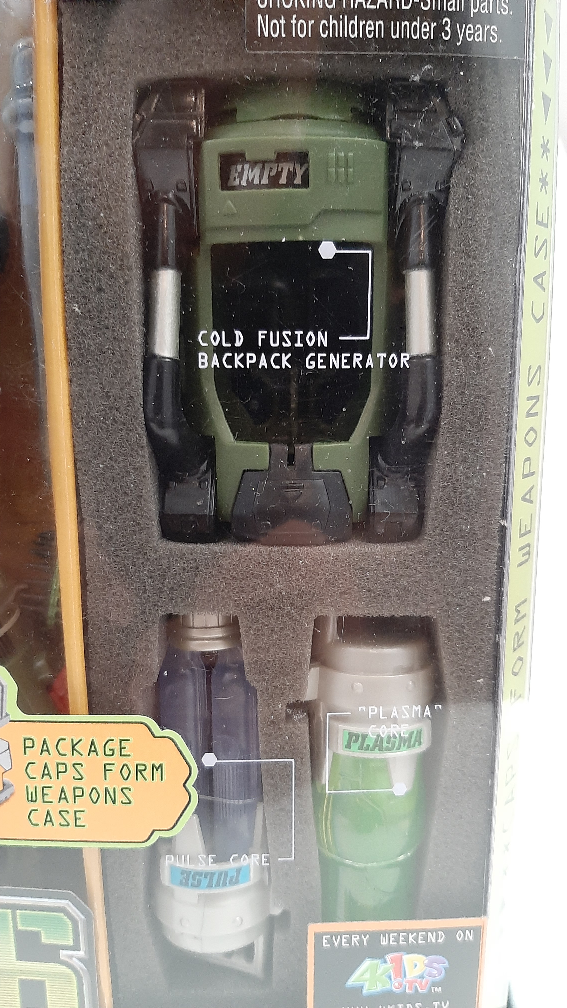 CHOKING HAZARD-Small parts.
Not for children under 3 years.
EMPTY
COLD FUSION
BACKPACK GENERATOR
FORM WEAPONS CASE**
"PLASMA"
CORE
PLASMA
PACKAGE
CAPS FORM
WEAPONS
CASE
PULSE CORE
PULSE
EVERY WEEKEND ON
4KIDS
TV™